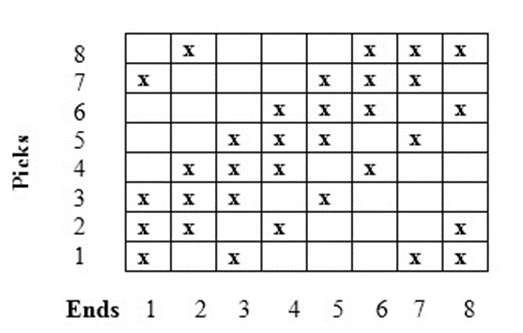 8 x x x x
7 x x x x
6 x x x x
5 x x x x
Picks
4 x x x x
3 x x x x
2 x x x x
1 x x x x
Ends 1 2 3 4 5 6 7 8